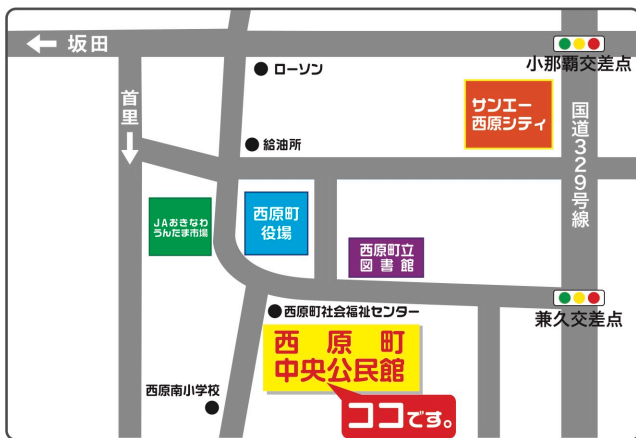 坂田
小那覇交差点
ローソン
首里
サンエー
西原シティ
国道329号線
給油所
JAおきなわ
うんたま市場
西原町
役場
西原町立
図書館
西原町社会福祉センター
兼久交差点
西原町
中央公民館
西原南小学校
ココです。